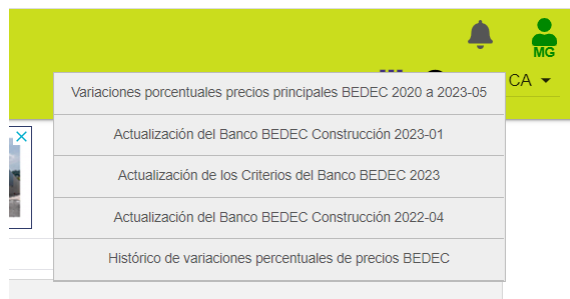 MG
CA
Variaciones porcentuales precios principales BEDEC 2020 a 2023-05
Actualización del Banco BEDEC Construcción 2023-01
Actualización de los Criterios del Banco BEDEC 2023
Actualización del Banco BEDEC Construcción 2022-04
Histórico de variaciones percentuales de precios BEDEC